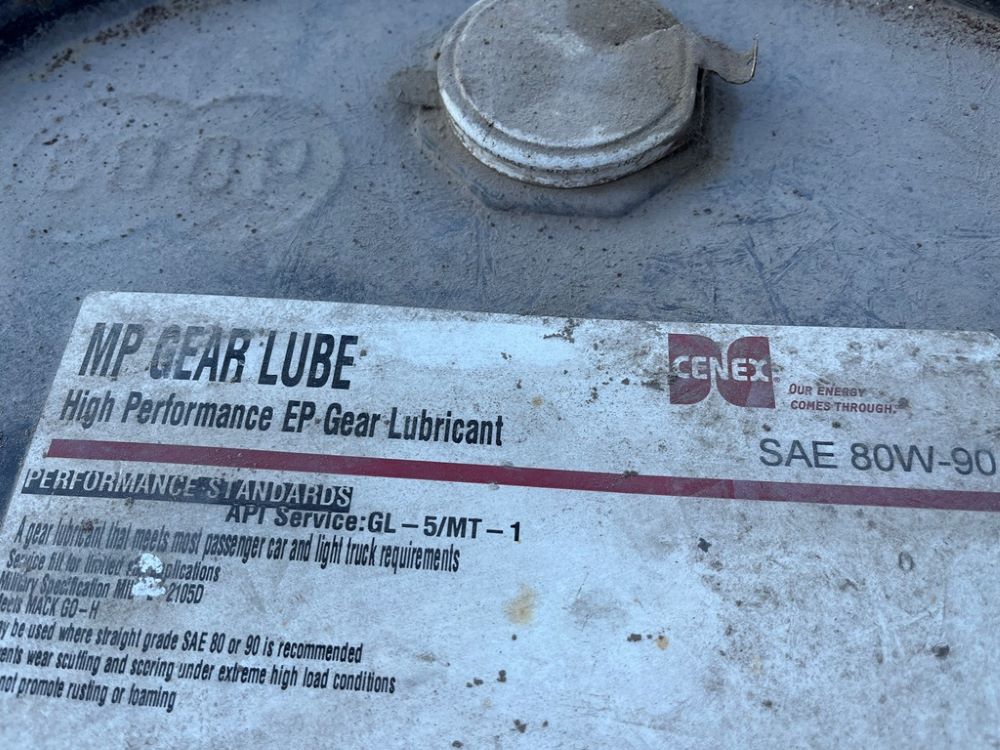 COOP
MP GEAR LUBE
High Performance EP Gear Lubricant
CENEX
OUR ENERGY
COMES THROUGH.
SAE 80W-90
PERFORMANCE STANDARDS
API Service:GL-5/MT-1
A gear lubricant that meets most passenger car and light truck requirements
Service fill for limited
Military Specification 2105D
MACK GO-H
be used where straight grade SAE 80 or 90 is recommended
wear scuffing and scoring under extreme high load conditions
not promote rusting or foaming